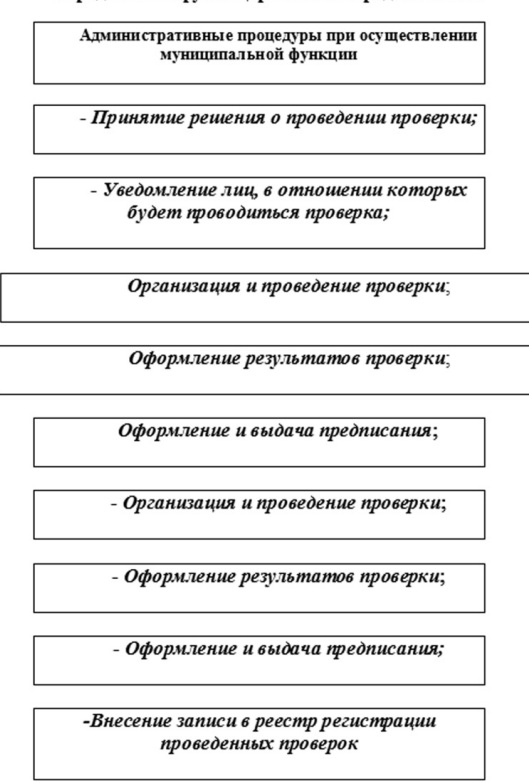 Административные процедуры при осуществлении
муниципальной функции
- Принятие решения о проведении проверки;
- Уведомление лиц, в отношении которых
будет проводиться проверка;
Организация и проведение проверки;
Оформление результатов проверки;
Оформление и выдача предписания;
- Организация и проведение проверки;
- Оформление результатов проверки;
- Оформление и выдача предписания;
-Внесение записи в реестр регистрации
проведенных проверок